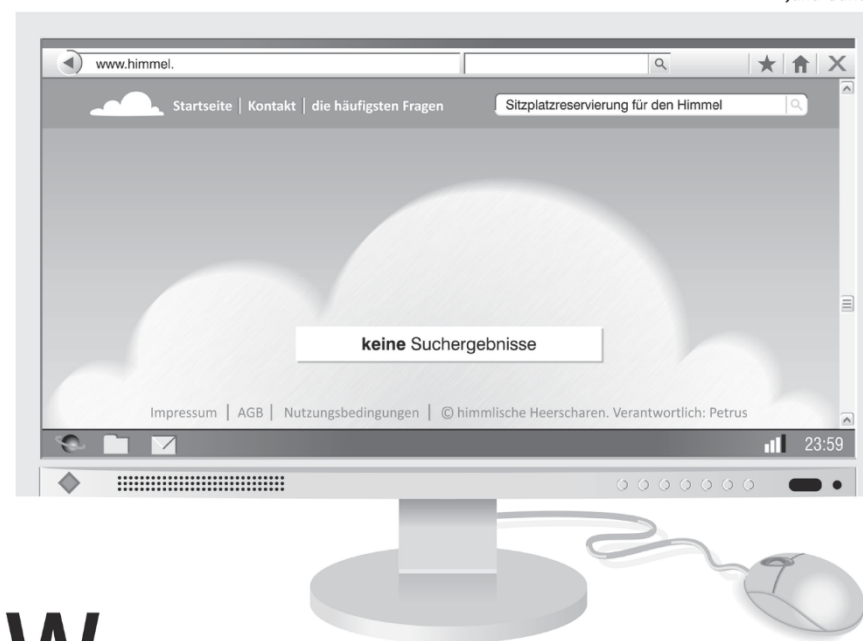 www.himmel.
Startseite | Kontakt | die häufigsten Fragen
Sitzplatzreservierung für den Himmel
keine Suchergebnisse
Impressum | AGB | Nutzungsbedingungen | © himmlische Heerscharen. Verantwortlich: Petrus
23:59
W